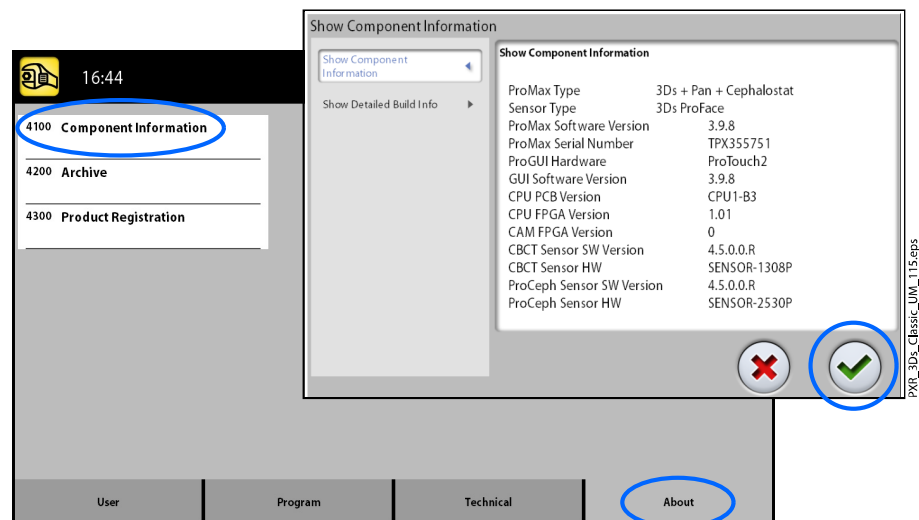 Show Component Information
Show Component
Information
Show Detailed Build Info
Show Component Information
ProMax Type 3Ds + Pan + Cephalostat
Sensor Type 3Ds ProFace
ProMax Software Version 3.9.8
ProMax Serial Number TPX355751
ProGUI Hardware ProTouch2
GUI Software Version 3.9.8
CPU PCB Version CPU1-B3
CPU FPGA Version 1.01
CAM FPGA Version 0
CBCT Sensor SW Version 4.5.0.0.R
CBCT Sensor HW SENSOR-1308P
ProCeph Sensor SW Version 4.5.0.0.R
ProCeph Sensor HW SENSOR-2530P
16:44
4100 Component Information
4200 Archive
4300 Product Registration
User Program Technical About
PXR_3Ds_Classic_UM_115.eps